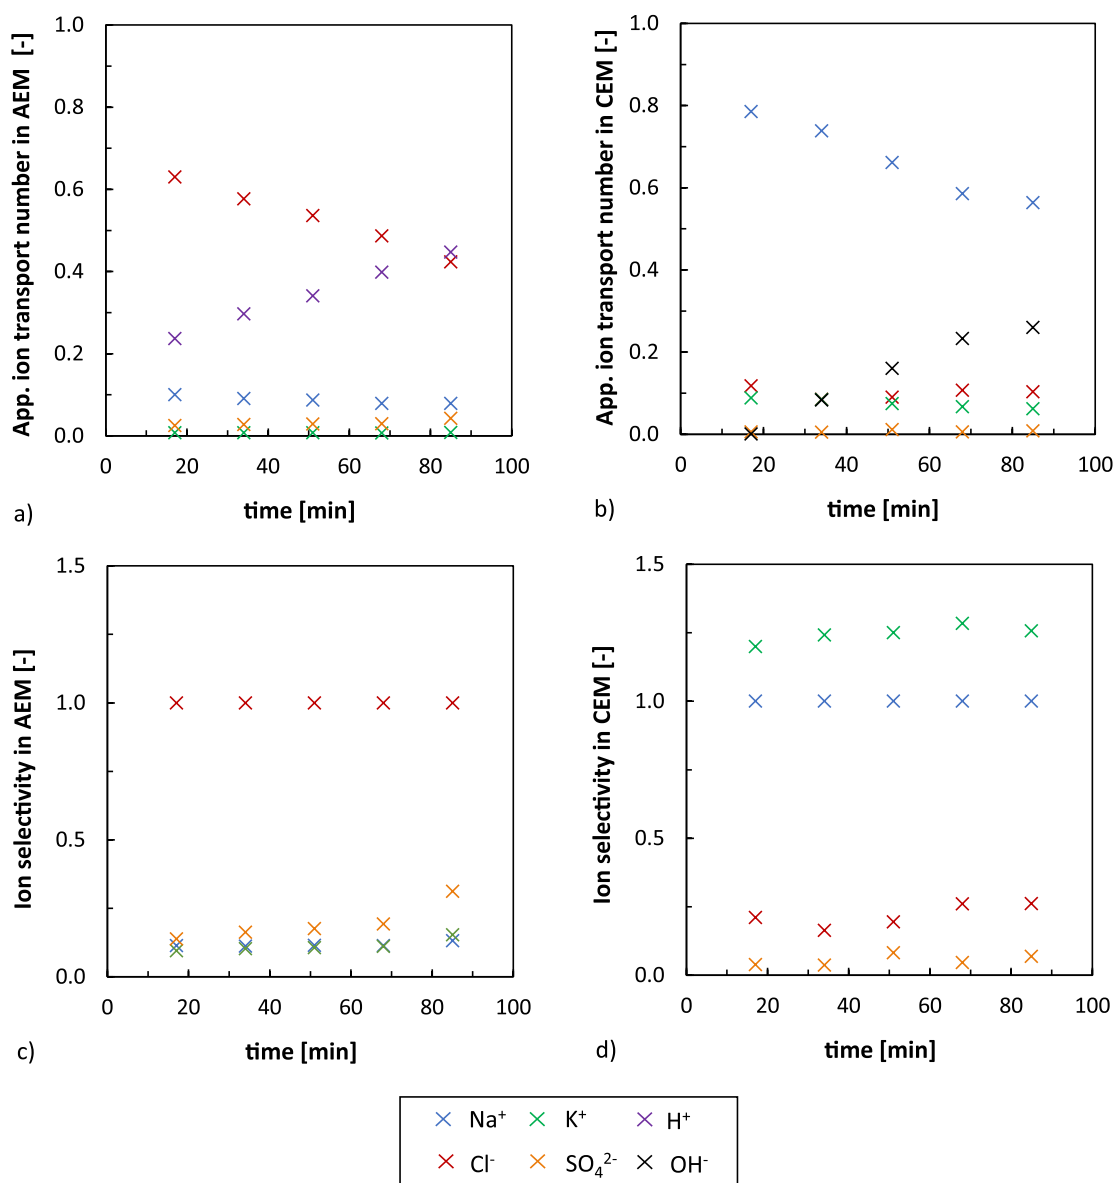 App. ion transport number in AEM [-]
1.0
0.8
0.6
0.4
0.2
0.0
0 20 40 60 80 100
time [min]
a)
App. ion transport number in CEM [-]
1.0
0.8
0.6
0.4
0.2
0.0
0 20 40 60 80 100
time [min]
b)
Ion selectivity in AEM [-]
1.5
1.0
0.5
0.0
0 20 40 60 80 100
time [min]
c)
Ion selectivity in CEM [-]
1.5
1.0
0.5
0.0
0 20 40 60 80 100
time [min]
d)
Na⁺ K⁺ H⁺
Cl⁻ SO₄²⁻ OH⁻